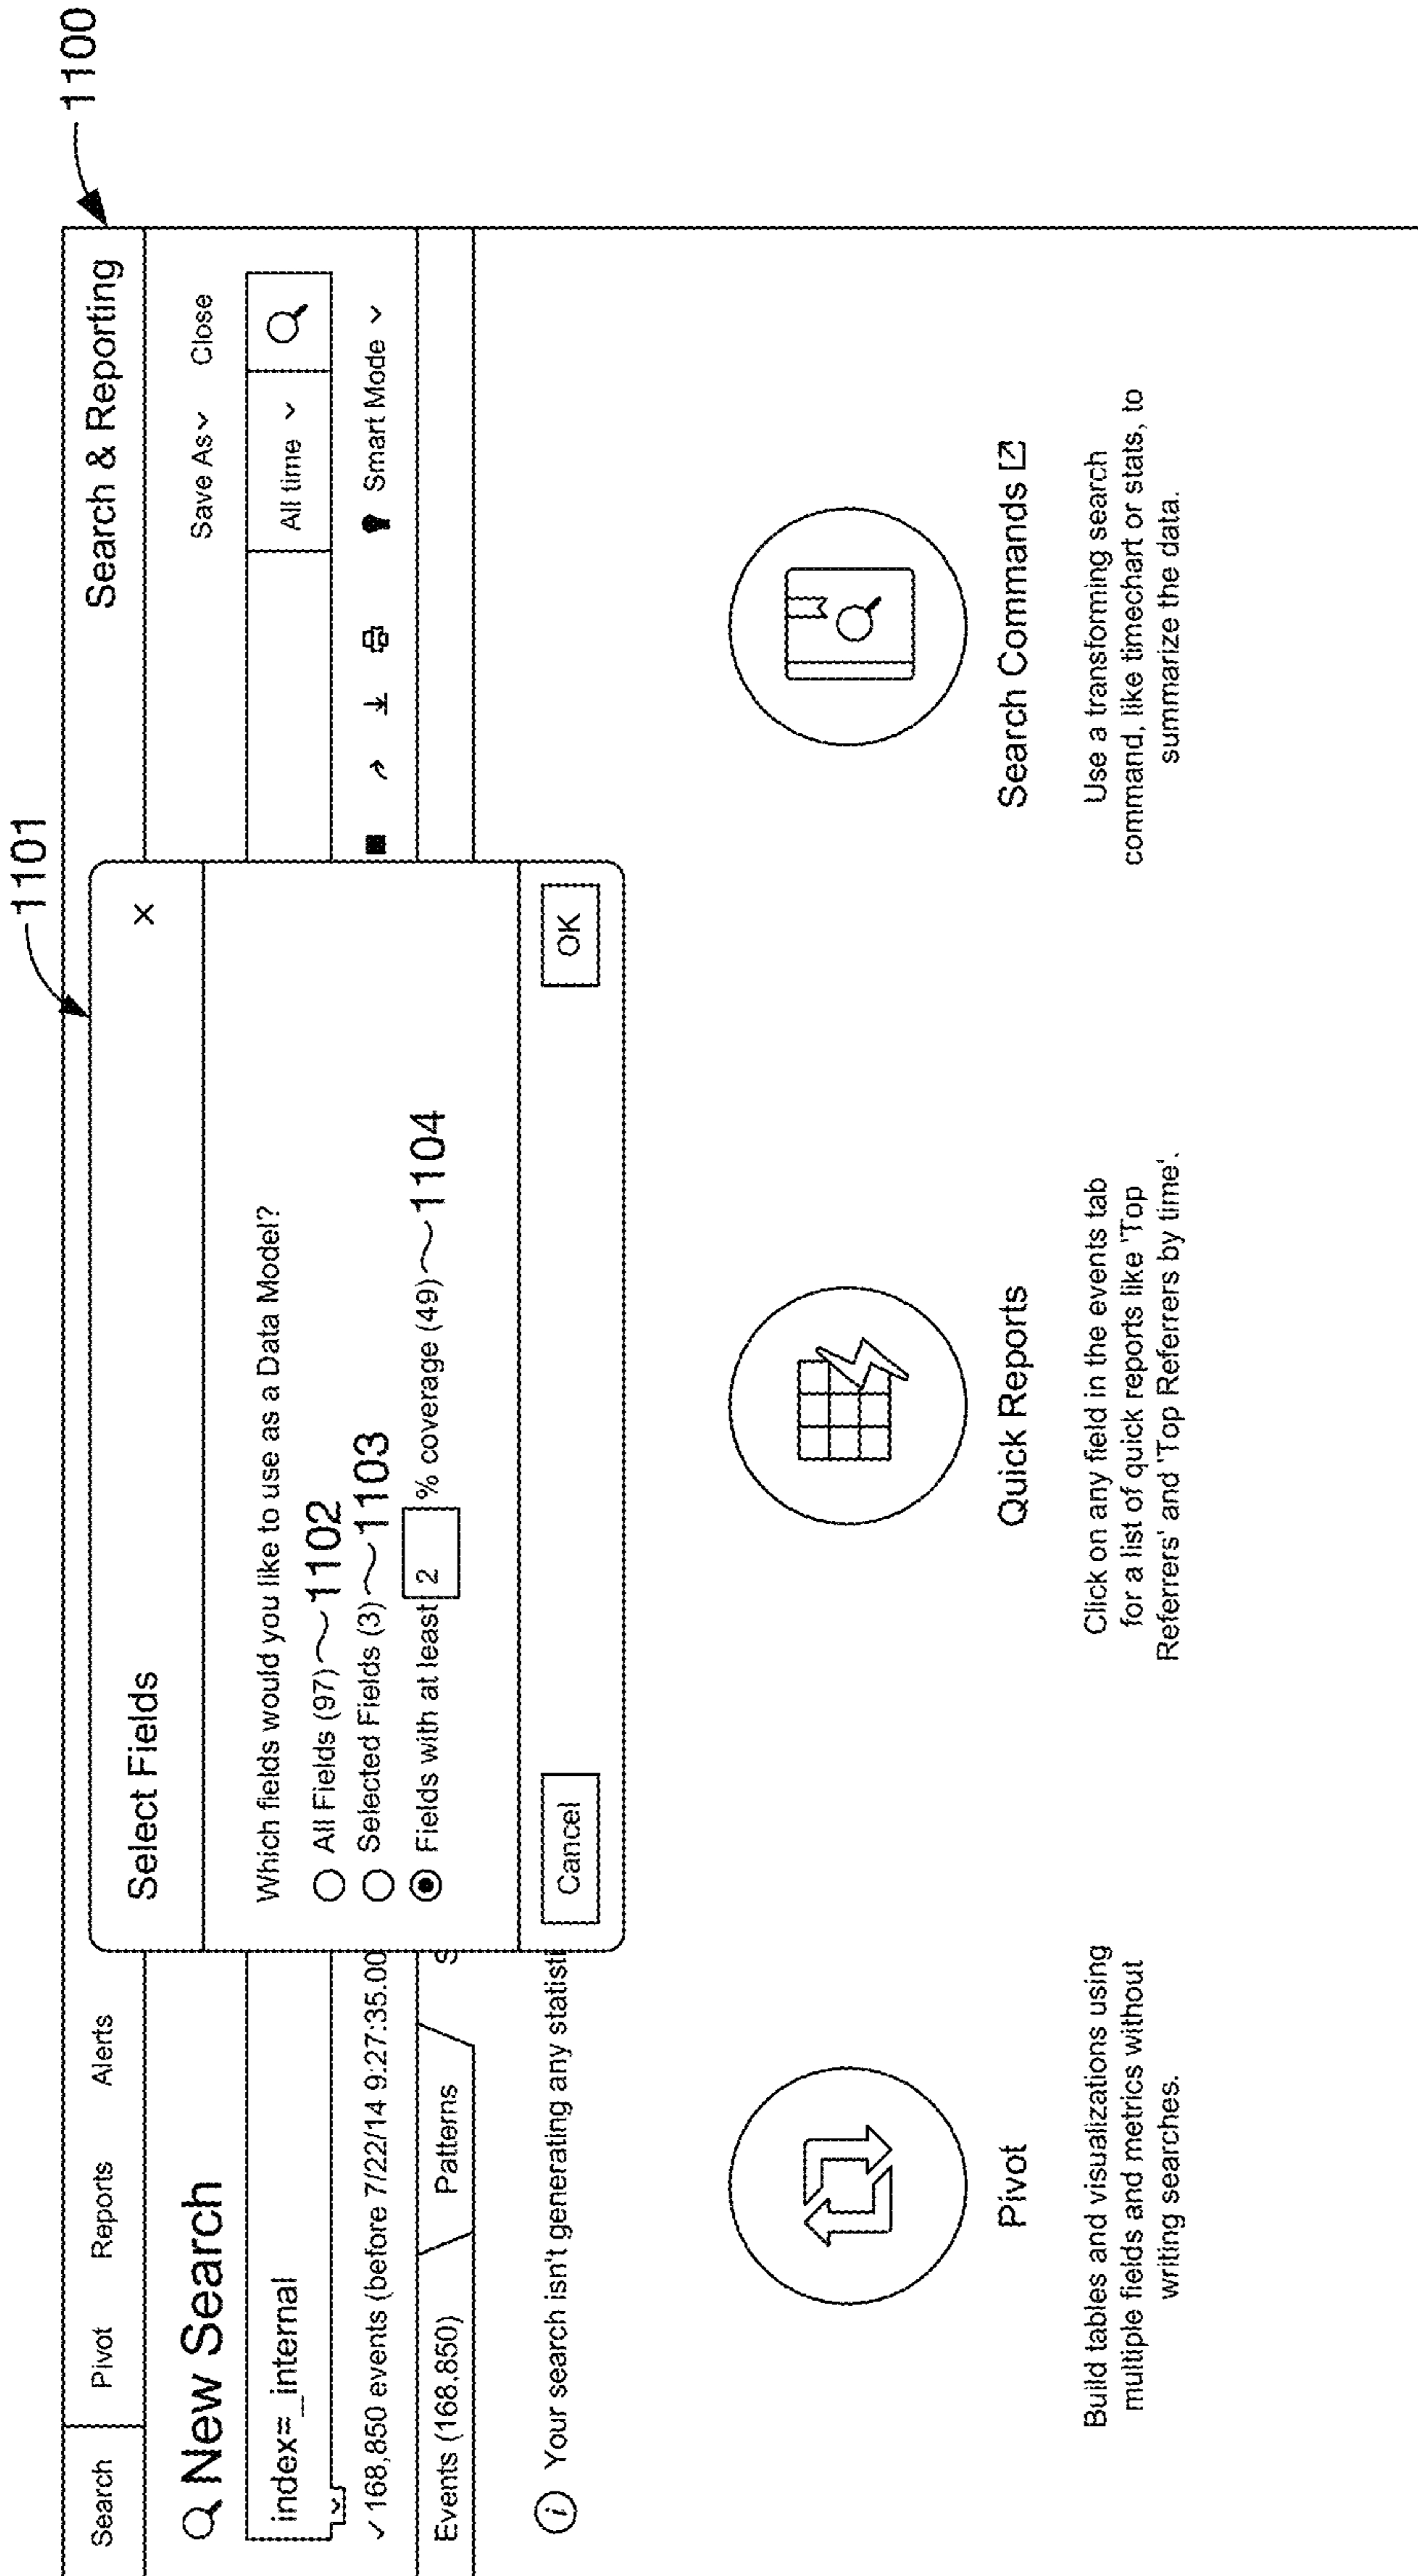 1100
1101
Search Pivot Reports Alerts Search & Reporting
New Search
Save As Close
index=_internal
All time
✓ 168,850 events (before 7/22/14 9:27:35.00
Smart Mode
Events (168.850) Patterns S
Your search isn't generating any statisti
Select Fields ×
Which fields would you like to use as a Data Model?
All Fields (97) 1102
Selected Fields (3) 1103
Fields with at least 2 % coverage (49) 1104
Cancel OK
Pivot
Build tables and visualizations using
multiple fields and metrics without
writing searches.
Quick Reports
Click on any field in the events tab
for a list of quick reports like 'Top
Referrers' and 'Top Referrers by time'.
Search Commands
Use a transforming search
command, like timechart or stats, to
summarize the data.